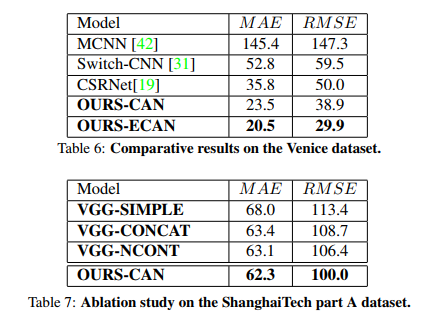 Model MAE RMSE
MCNN [42] 145.4 147.3
Switch-CNN [31] 52.8 59.5
CSRNet[19] 35.8 50.0
OURS-CAN 23.5 38.9
OURS-ECAN 20.5 29.9
Table 6: Comparative results on the Venice dataset.
Model MAE RMSE
VGG-SIMPLE 68.0 113.4
VGG-CONCAT 63.4 108.7
VGG-NCONT 63.1 106.4
OURS-CAN 62.3 100.0
Table 7: Ablation study on the ShanghaiTech part A dataset.